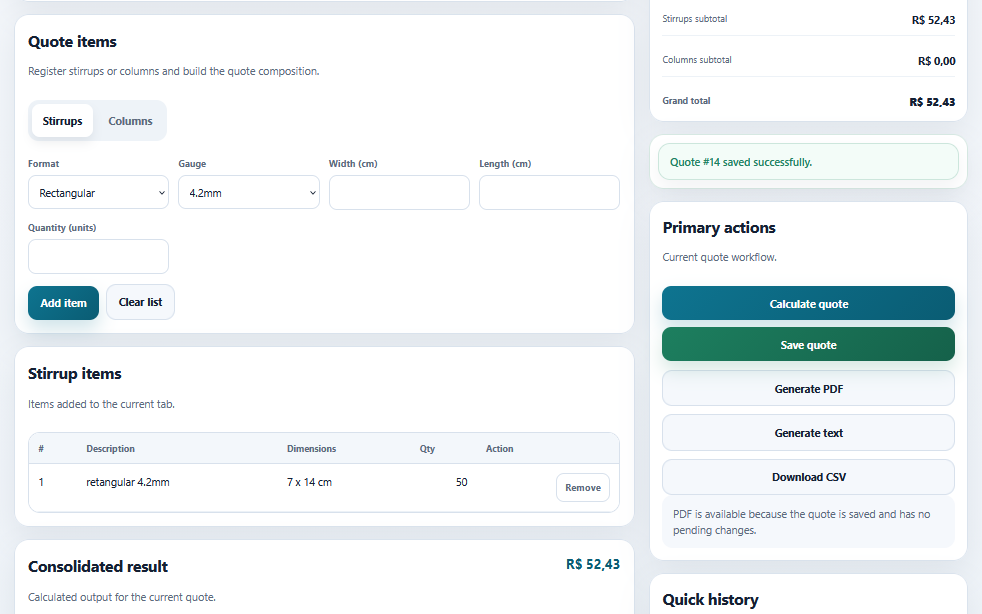 Quote items
Register stirrups or columns and build the quote composition.
Stirrups
Columns
Format
Gauge
Width (cm)
Length (cm)
Rectangular
4.2mm
Quantity (units)
Add item
Clear list
Stirrup items
Items added to the current tab.
# Description Dimensions Qty Action
1 retangular 4.2mm 7 x 14 cm 50 Remove
Consolidated result
R$ 52,43
Calculated output for the current quote.
Stirrups subtotal R$ 52,43
Columns subtotal R$ 0,00
Grand total R$ 52,43
Quote #14 saved successfully.
Primary actions
Current quote workflow.
Calculate quote
Save quote
Generate PDF
Generate text
Download CSV
PDF is available because the quote is saved and has no
pending changes.
Quick history